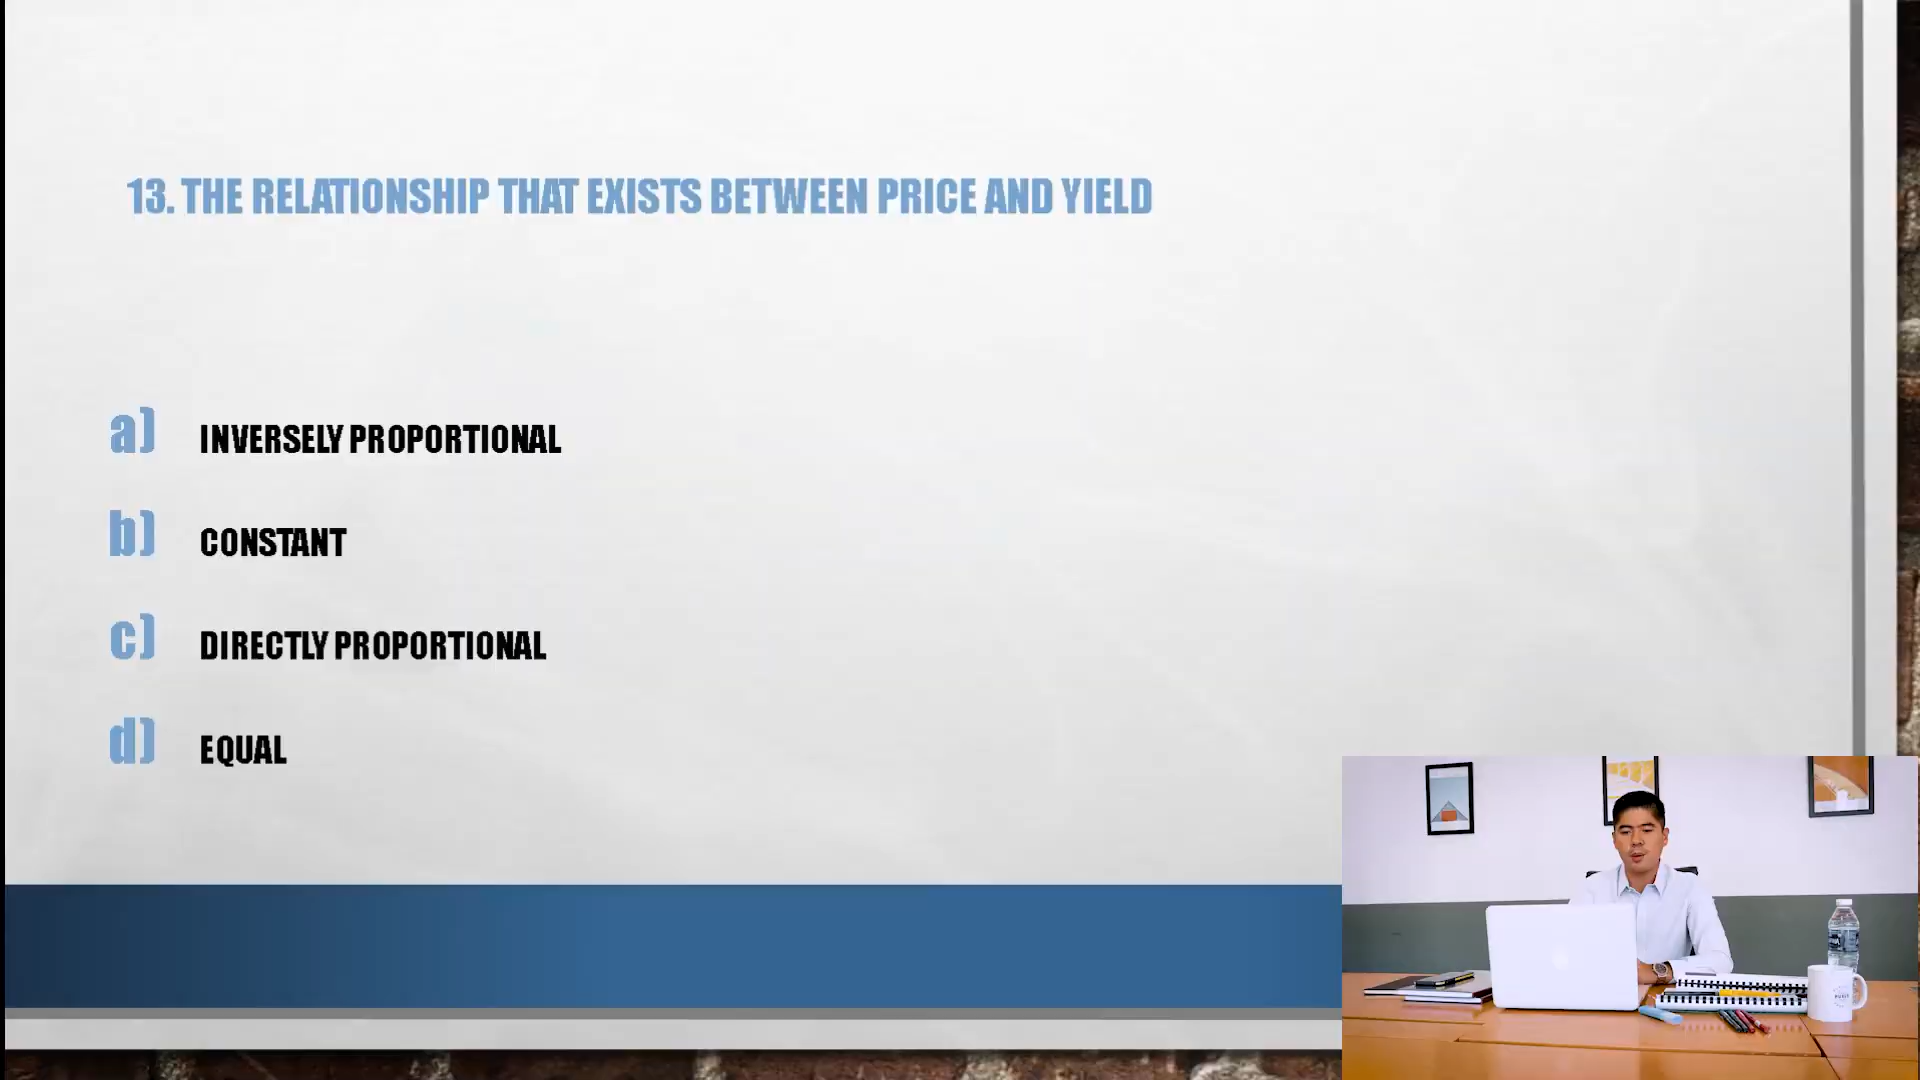 13. THE RELATIONSHIP THAT EXISTS BETWEEN PRICE AND YIELD
a) INVERSELY PROPORTIONAL
b) CONSTANT
c) DIRECTLY PROPORTIONAL
d) EQUAL